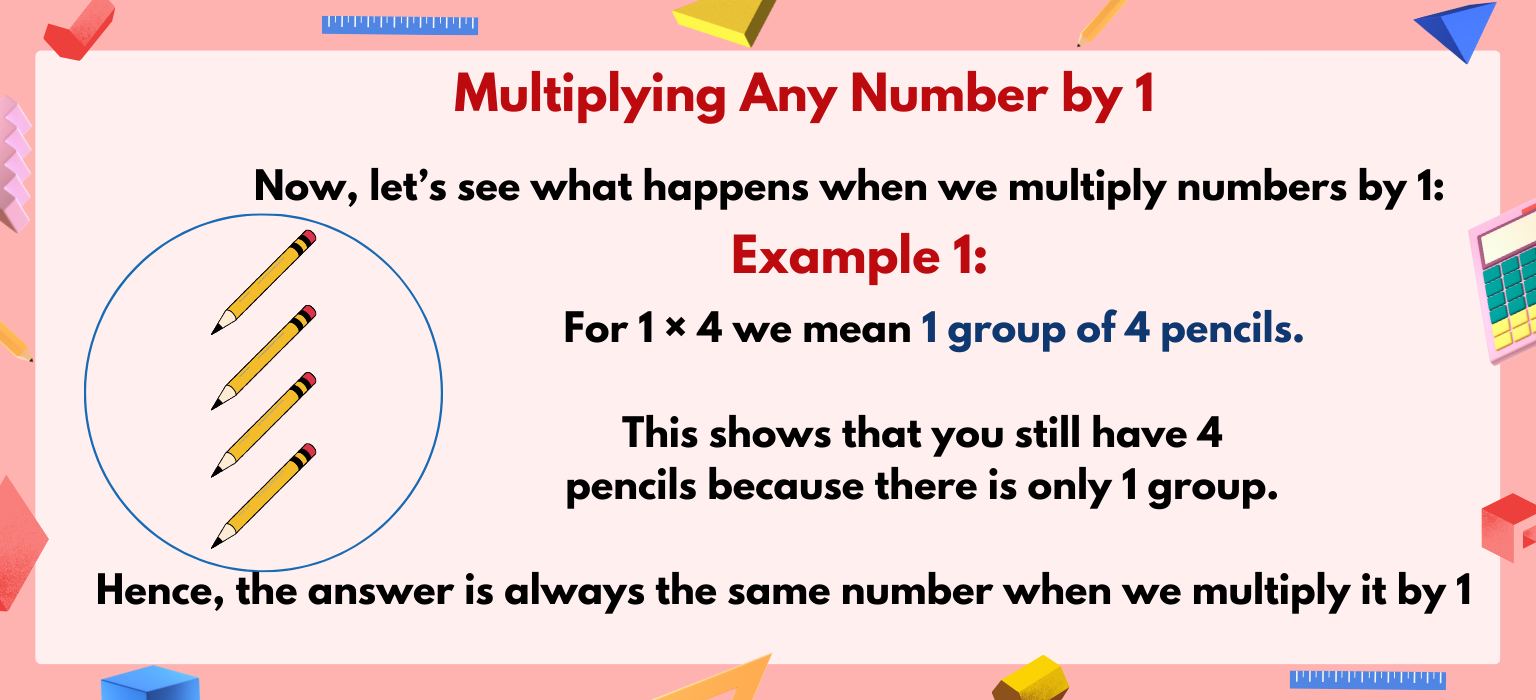 Multiplying Any Number by 1
Now, let’s see what happens when we multiply numbers by 1:
Example 1:
For 1 × 4 we mean 1 group of 4 pencils.
This shows that you still have 4
pencils because there is only 1 group.
Hence, the answer is always the same number when we multiply it by 1